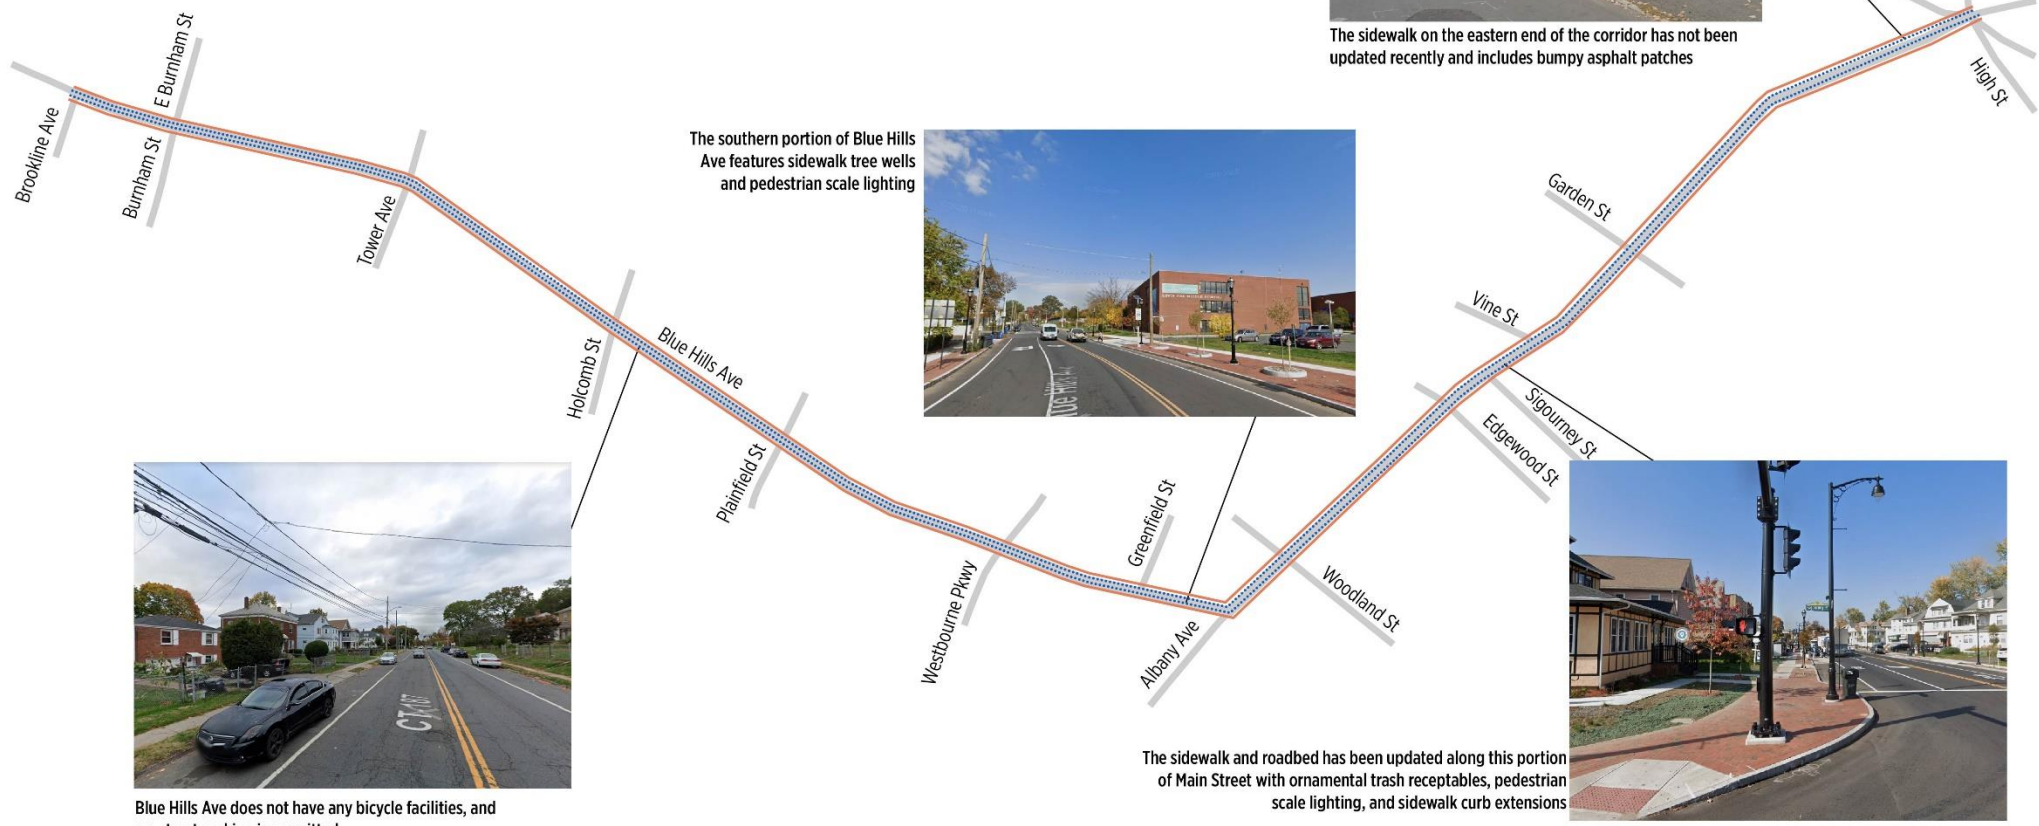 The sidewalk on the eastern end of the corridor has not been
updated recently and includes bumpy asphalt patches
High St
E Burnham St
Brookline Ave
Burnham St
Tower Ave
The southern portion of Blue Hills
Ave features sidewalk tree wells
and pedestrian scale lighting
Garden St
Vine St
Holcomb St
Blue Hills Ave
Sigourney St
Edgewood St
Plainfield St
Greenfield St
Westbourne Pkwy
Woodland St
Albany Ave
CT-187
The sidewalk and roadbed has been updated along this portion
of Main Street with ornamental trash receptables, pedestrian
scale lighting, and sidewalk curb extensions
Blue Hills Ave does not have any bicycle facilities, and